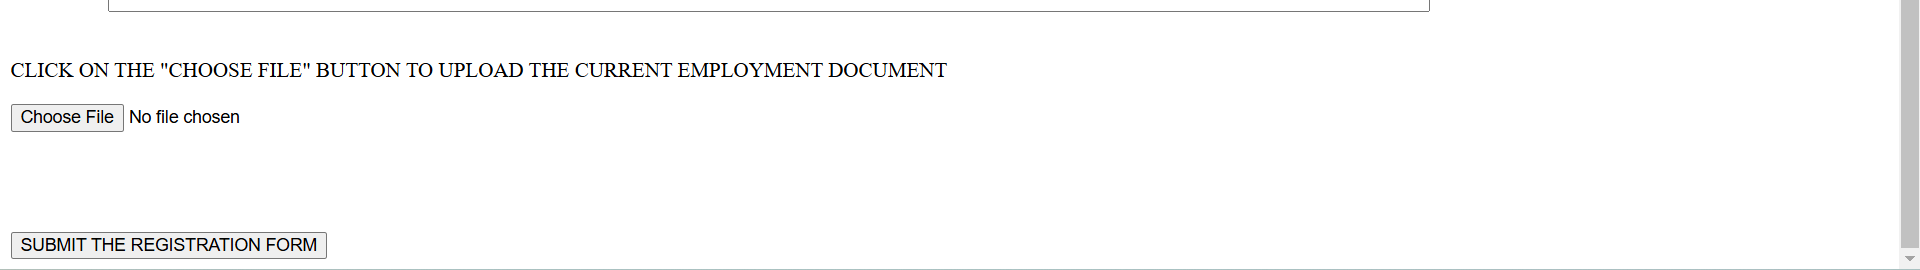 CLICK ON THE "CHOOSE FILE" BUTTON TO UPLOAD THE CURRENT EMPLOYMENT DOCUMENT
Choose File No file chosen
SUBMIT THE REGISTRATION FORM